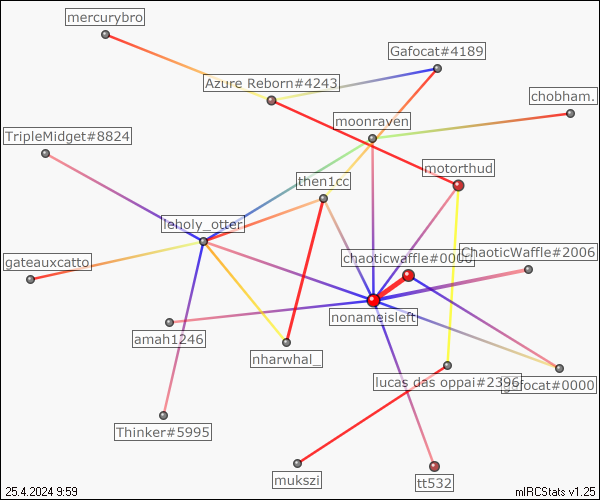 mercurybro
Gafocat#4189
Azure Reborn#4243
chobham.
moonraven
TripleMidget#8824
motorthud
then1cc
leholy_otter
ChaoticWaffle#2006
chaoticwaffle#0000
gateauxcatto
nonameisleft
amah1246
nharwhal_
lucas das oppai#2396
gafocat#0000
Thinker#5995
mukszi
tt532
25.4.2024 9:59
mIRCStats v1.25